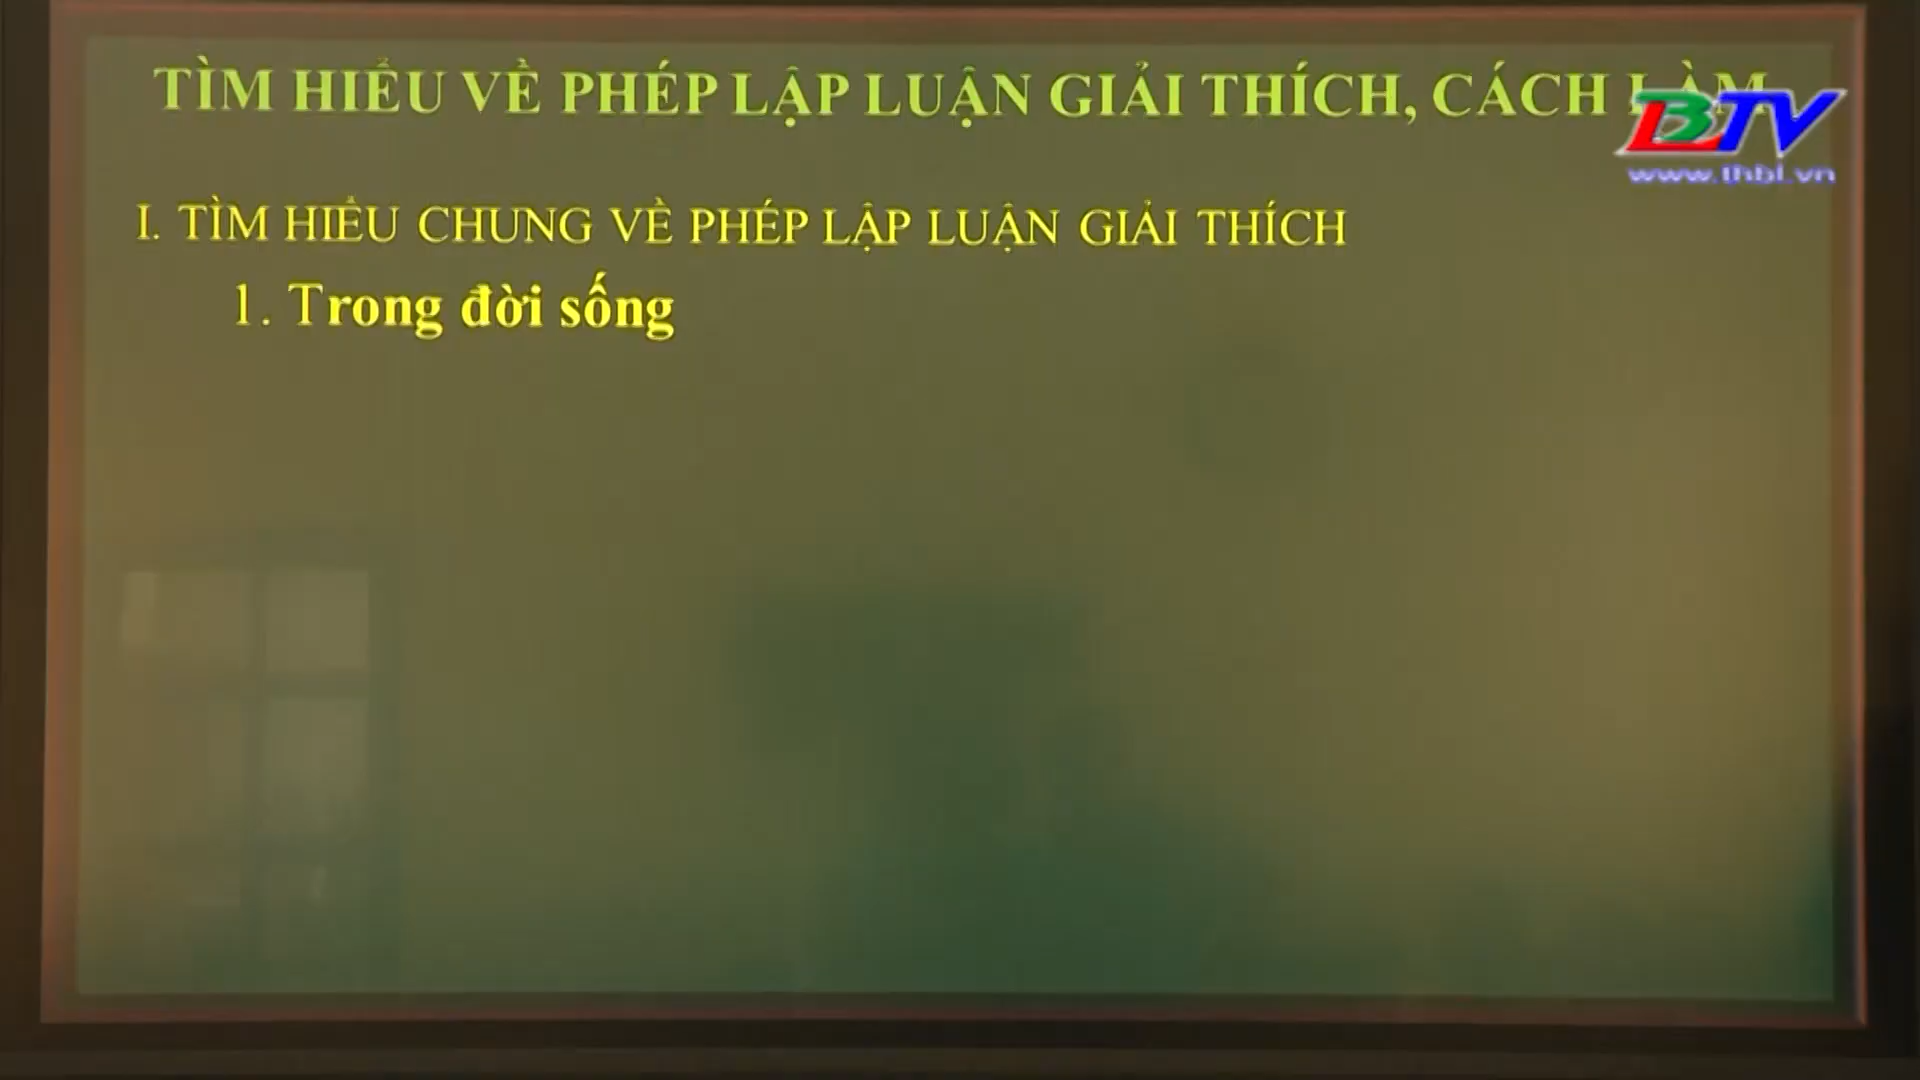 TÌM HIỂU VỀ PHÉP LẬP LUẬN GIẢI THÍCH, CÁCH LÀM
BTV
www.thbl.vn
I. TÌM HIỂU CHUNG VỀ PHÉP LẬP LUẬN GIẢI THÍCH
1. Trong đời sống